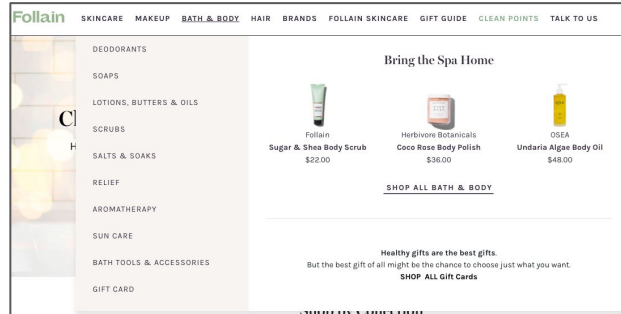 Follain
SKINCARE MAKEUP BATH & BODY HAIR BRANDS FOLLAIN SKINCARE GIFT GUIDE CLEAN POINTS TALK TO US
DEODORANTS
SOAPS
LOTIONS, BUTTERS & OILS
SCRUBS
SALTS & SOAKS
RELIEF
AROMATHERAPY
SUN CARE
BATH TOOLS & ACCESSORIES
GIFT CARD
Bring the Spa Home
Follain
Sugar & Shea Body Scrub
$22.00
Herbivore Botanicals
Coco Rose Body Polish
$36.00
OSEA
Undaria Algae Body Oil
$48.00
SHOP ALL BATH & BODY
Healthy gifts are the best gifts.
But the best gift of all might be the chance to choose just what you want.
SHOP ALL Gift Cards